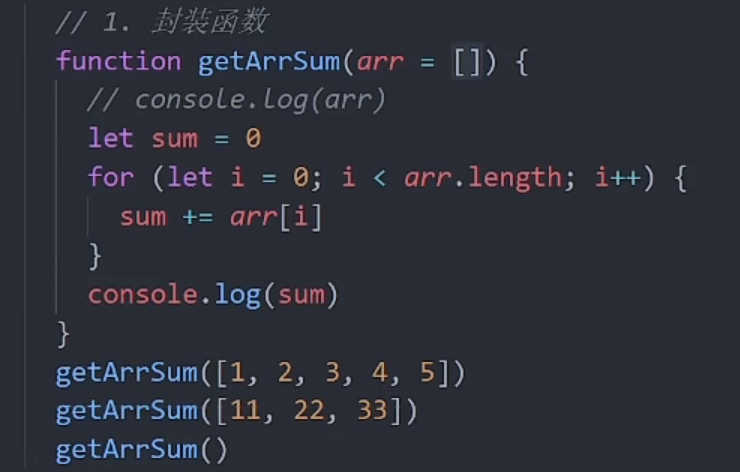 // 1. 封装函数
function getArrSum(arr = []) {
  // console.log(arr)
  let sum = 0
  for (let i = 0; i < arr.length; i++) {
    sum += arr[i]
  }
  console.log(sum)
}
getArrSum([1, 2, 3, 4, 5])
getArrSum([11, 22, 33])
getArrSum()